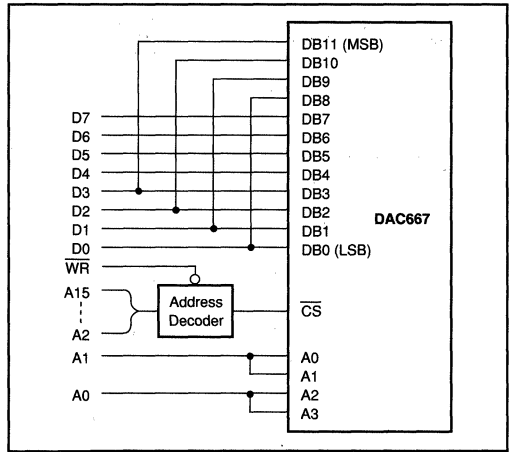 DB11 (MSB)
DB10
DB9
DB8
D7 DB7
D6 DB6
D5 DB5
D4 DB4
D3 DB3
D2 DB2
DAC667
D1 DB1
D0 DB0 (LSB)
WR
A15
Address
Decoder
CS
A2
A1 A0
A1
A0 A2
A3